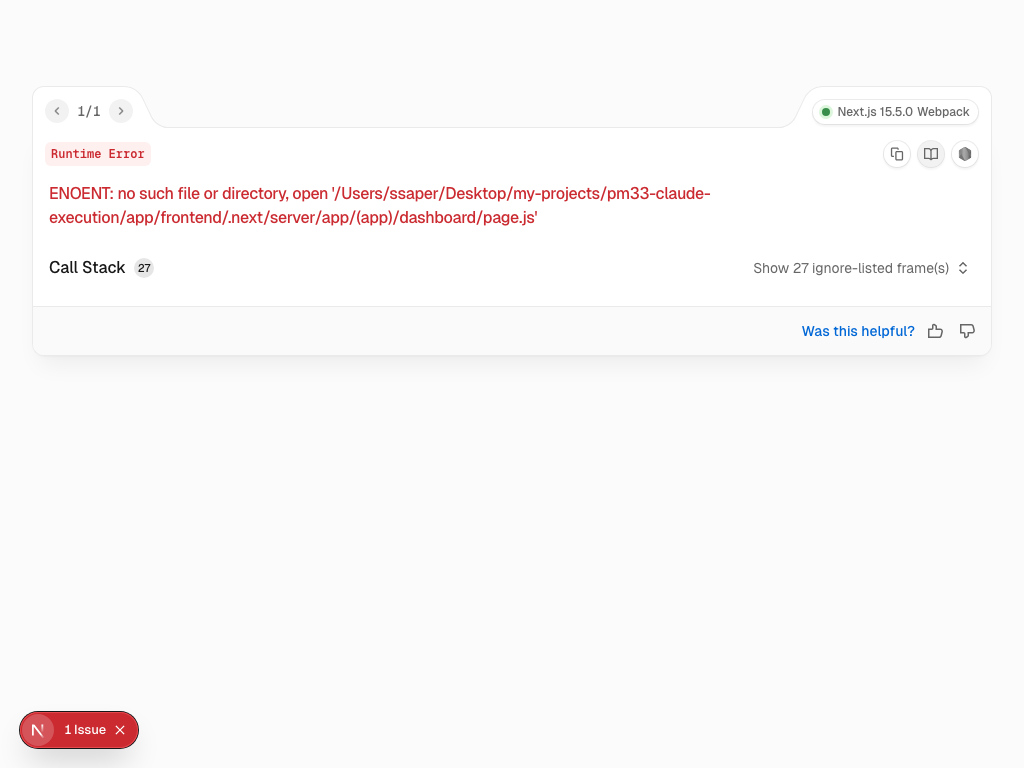 1/1
Next.js 15.5.0 Webpack
Runtime Error
ENOENT: no such file or directory, open '/Users/ssaper/Desktop/my-projects/pm33-claude-
execution/app/frontend/.next/server/app/(app)/dashboard/page.js'
Call Stack 27
Show 27 ignore-listed frame(s)
Was this helpful?
N 1 Issue